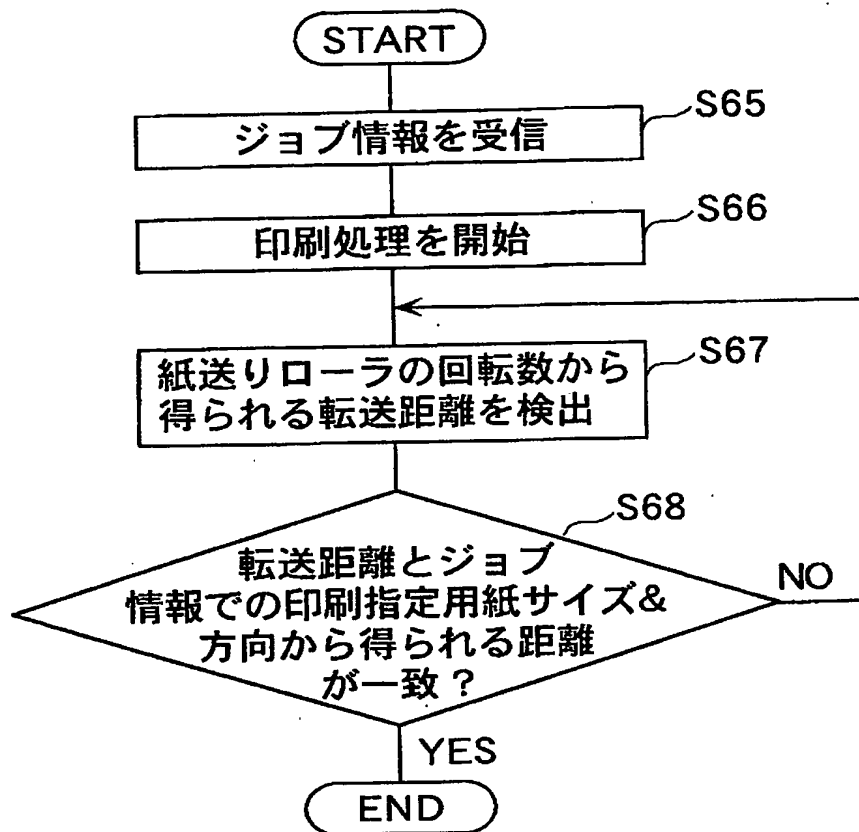 START
S65
ジョブ情報を受信
S66
印刷処理を開始
S67
紙送りローラの回転数から
得られる転送距離を検出
S68
転送距離とジョブ
情報での印刷指定用紙サイズ&
方向から得られる距離
が一致?
NO
YES
END